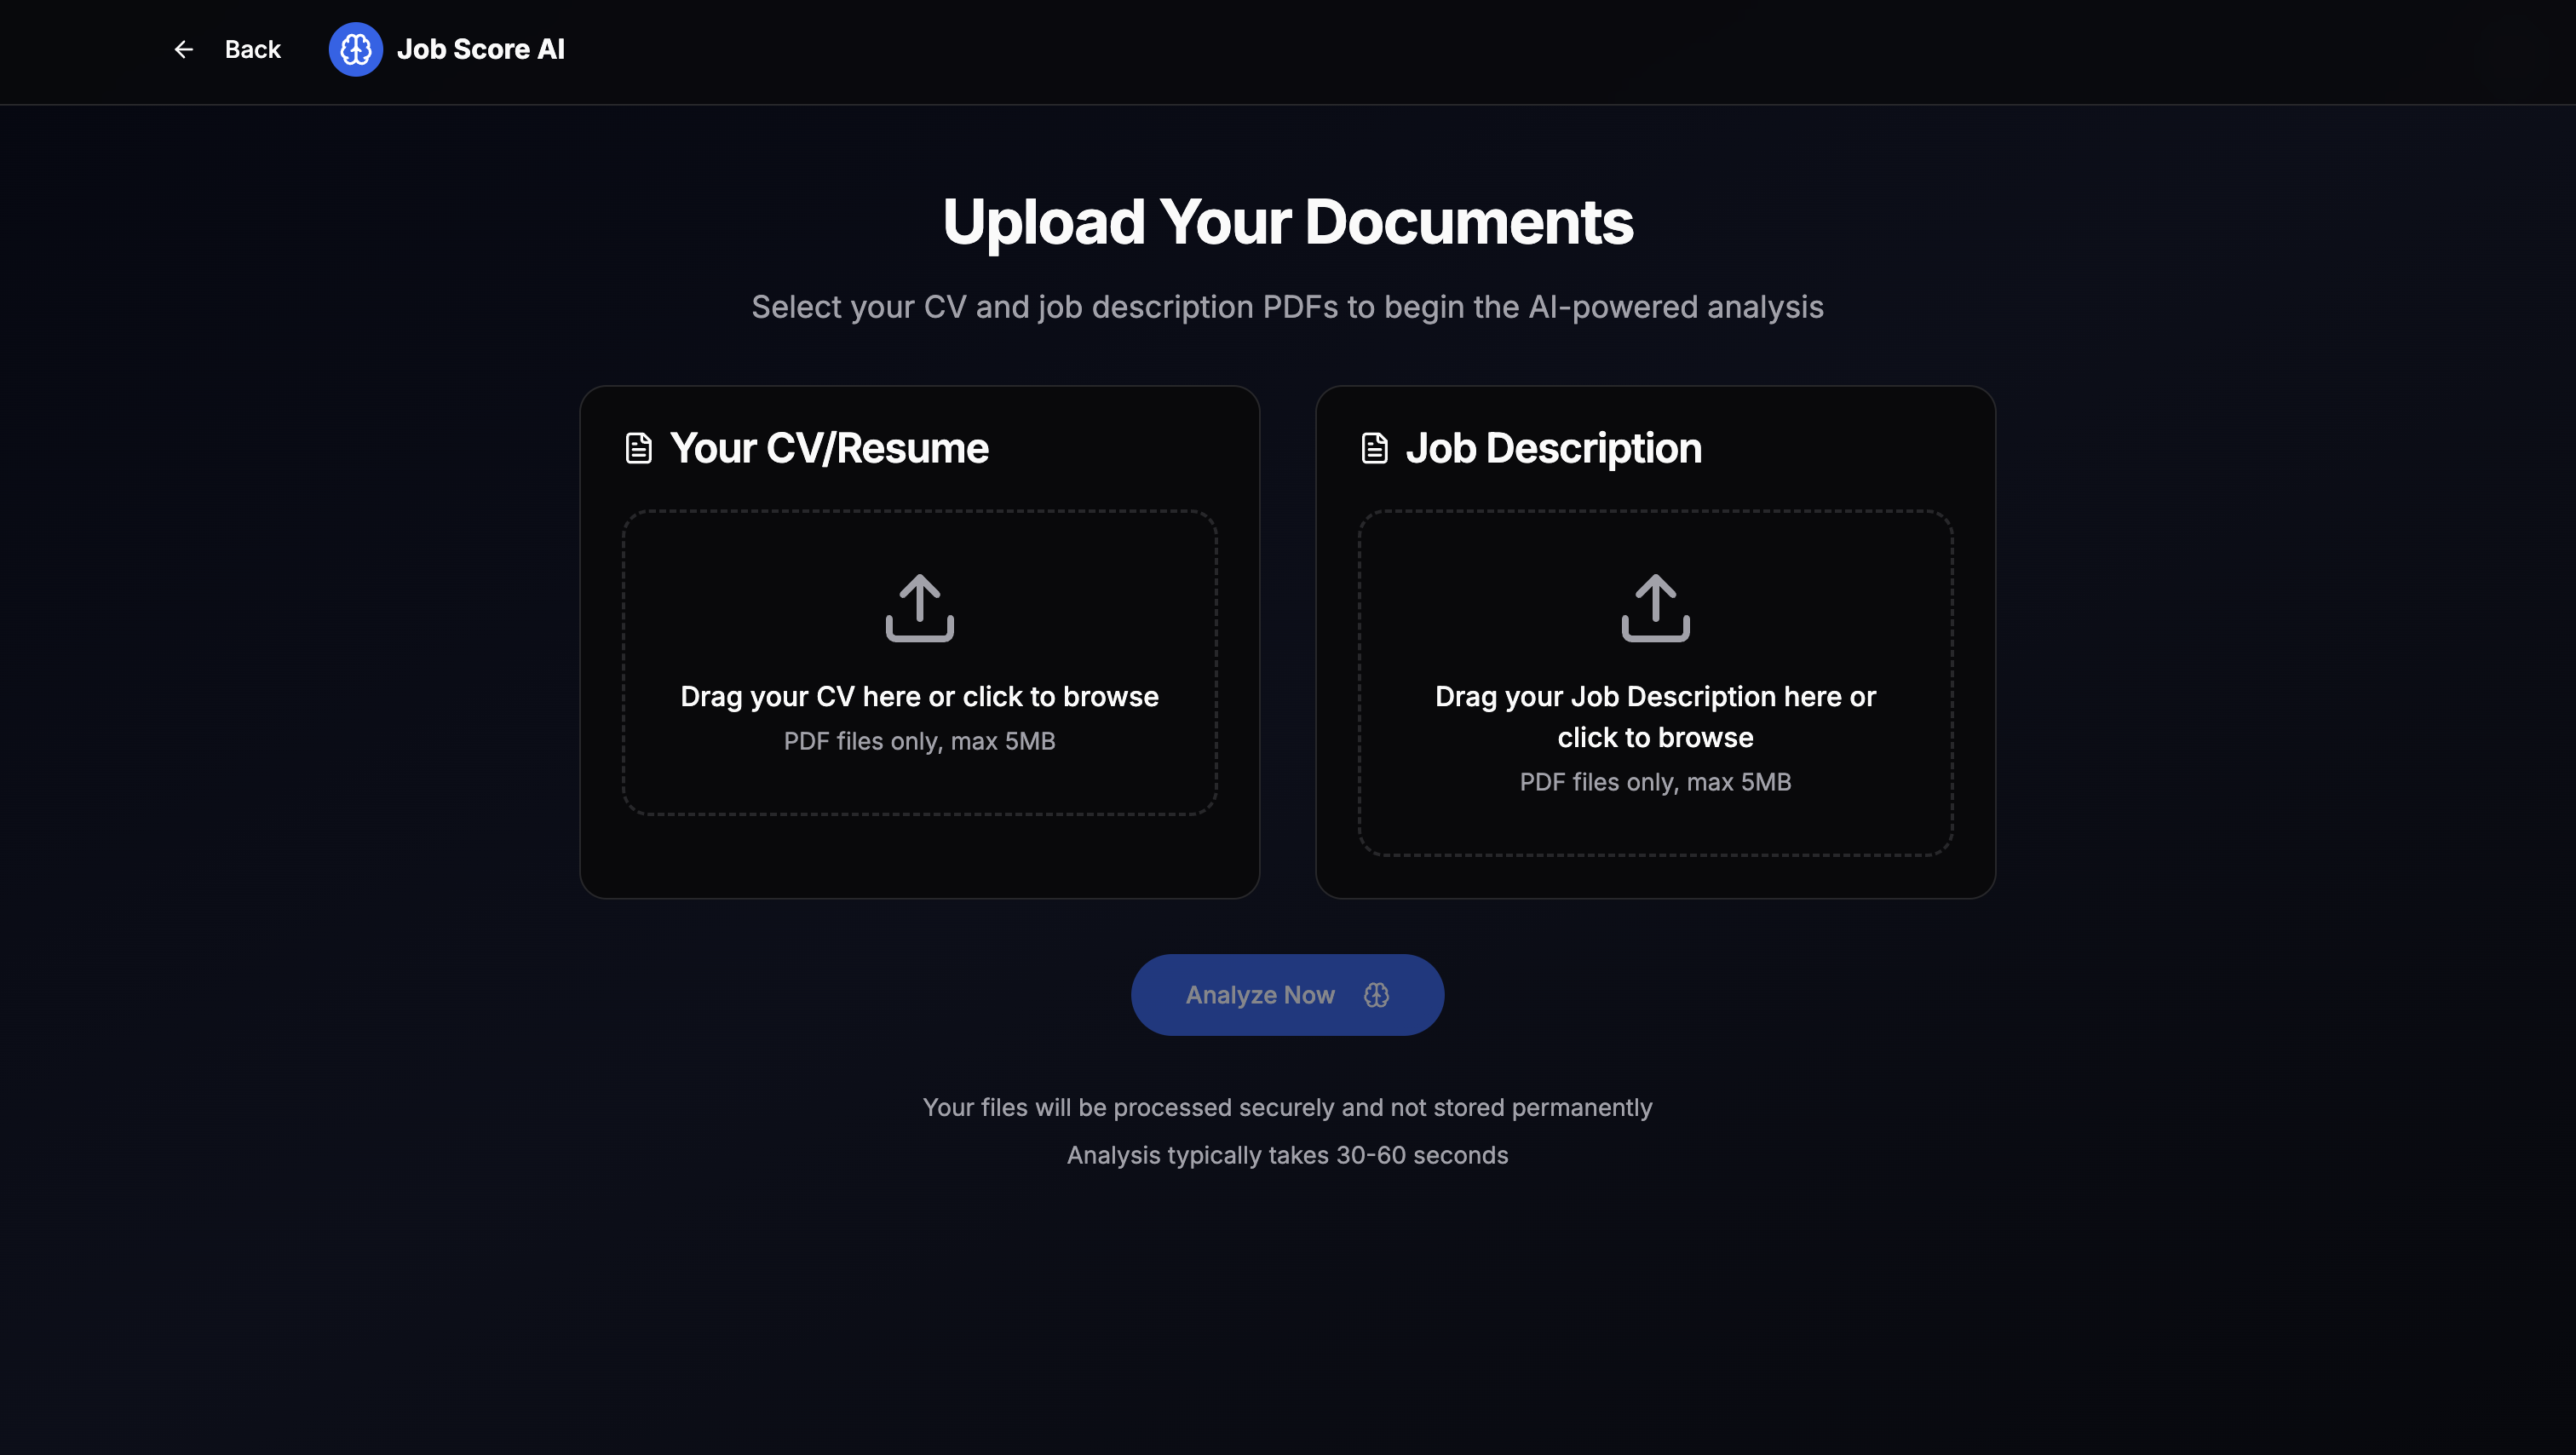 Back
Job Score AI
Upload Your Documents
Select your CV and job description PDFs to begin the AI-powered analysis
Your CV/Resume
Drag your CV here or click to browse
PDF files only, max 5MB
Job Description
Drag your Job Description here or
click to browse
PDF files only, max 5MB
Analyze Now
Your files will be processed securely and not stored permanently
Analysis typically takes 30-60 seconds